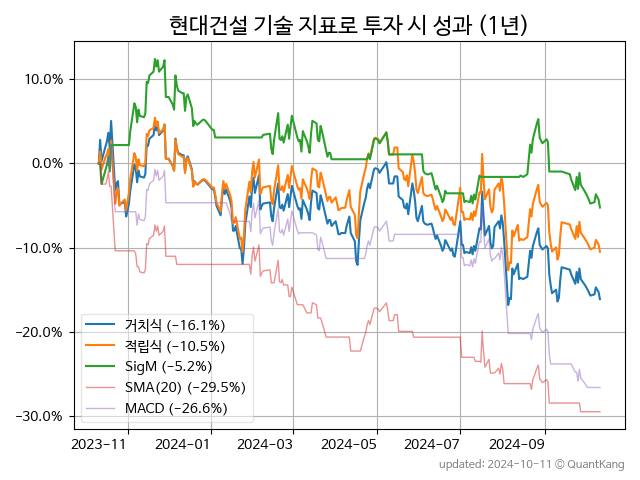 현대건설 기술 지표로 투자 시 성과 (1년)
10.0%
0.0%
−10.0%
−20.0%
−30.0%
거치식 (−16.1%)
적립식 (−10.5%)
SigM (−5.2%)
SMA(20) (−29.5%)
MACD (−26.6%)
2023−11
2024−01
2024−03
2024−05
2024−07
2024−09
updated: 2024-10-11 © QuantKang